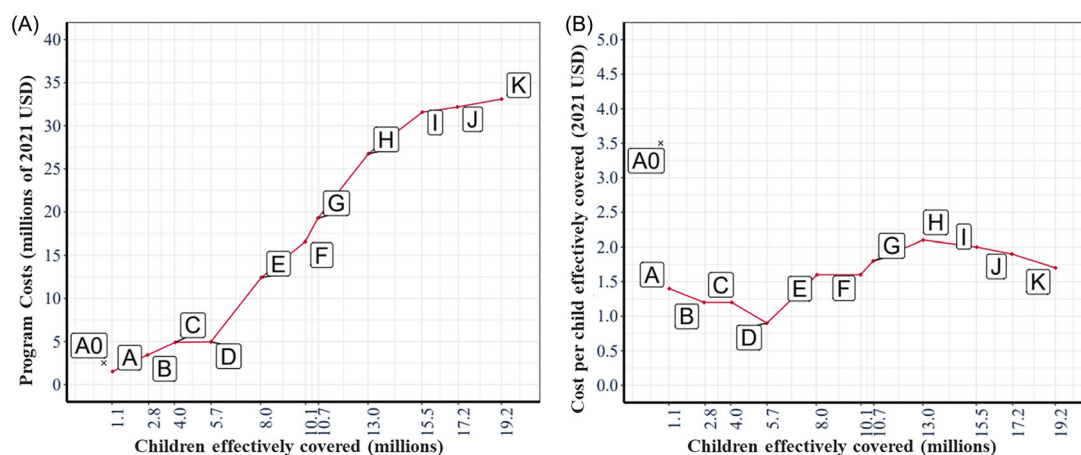 (A)
Program Costs (millions of 2021 USD)
40
35
30
25
20
15
10
5
0
A0
A
B
C
D
E
F
G
H
I
J
K
1.1
2.8
4.0
5.7
8.0
10.1
10.7
13.0
15.5
17.2
19.2
Children effectively covered (millions)
(B)
Cost per child effectively covered (2021 USD)
5.0
4.5
4.0
3.5
3.0
2.5
2.0
1.5
1.0
0.5
0.0
A0
A
B
C
D
E
F
G
H
I
J
K
1.1
2.8
4.0
5.7
8.0
10.1
10.7
13.0
15.5
17.2
19.2
Children effectively covered (millions)